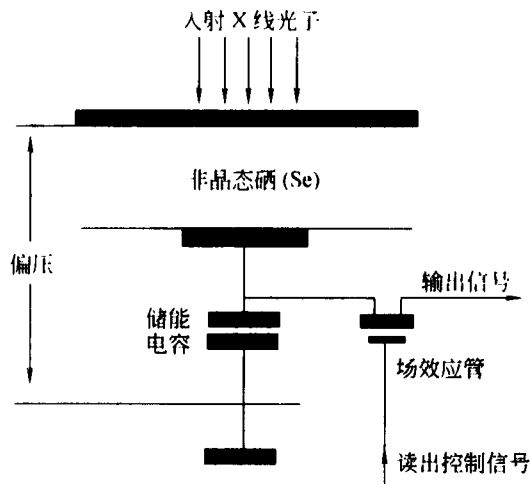 入射 X 线光子
非晶态硒 (Se)
偏压
储能
电容
输出信号
场效应管
读出控制信号